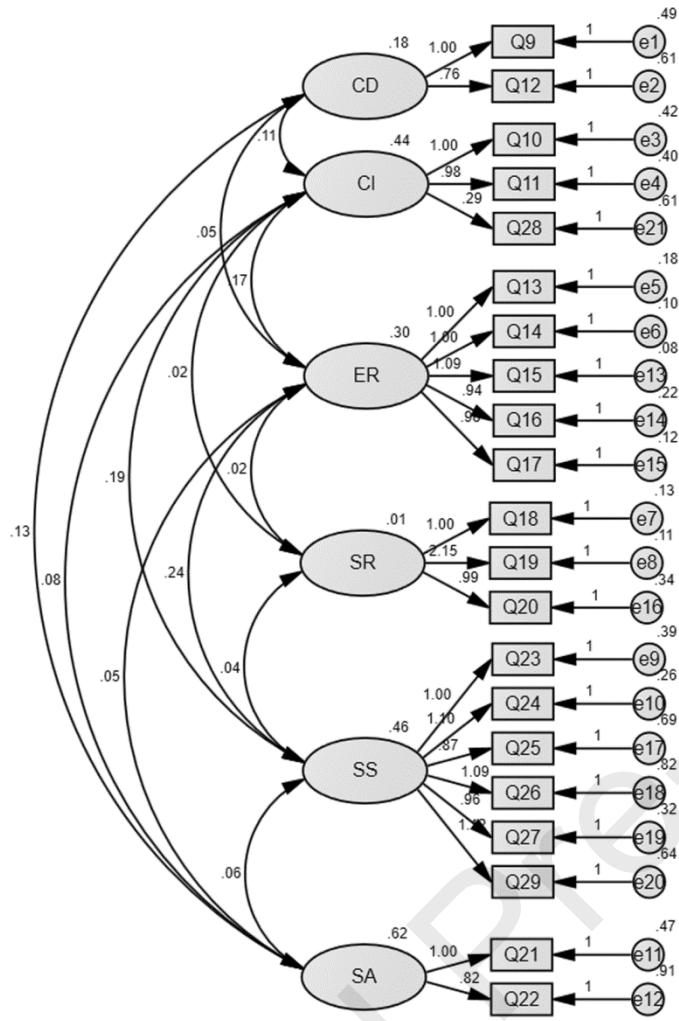 .49
.18 1.00 Q9 1 e1
.61
.76 Q12 1 e2
.42
.11 CD
.44 1.00 Q10 1 e3
.40
CI .98 Q11 1 e4
.61
.29 Q28 1 e21
.05
.17
.18
1.00 Q13 1 e5
.10
.30 1.00 Q14 1 e6
.08
ER 1.09 Q15 1 e13
.22
.02 .94 Q16 1 e14
.12
Q17 1 e15
.02
.19
.13
.01 1.00 Q18 1 e7
.11
.13 SR 2.15 Q19 1 e8
.34
.08 .24 .99 Q20 1 e16
.39
.05 .04 1.00 Q23 1 e9
.26
.46 1.10 Q24 1 e10
.69
SS .87 Q25 1 e17
.82
1.09 Q26 1 e18
.32
.96 Q27 1 e19
.64
.06 Q29 1 e20
.47
.62 1.00 Q21 1 e11
.91
SA .82 Q22 1 e12
Pre